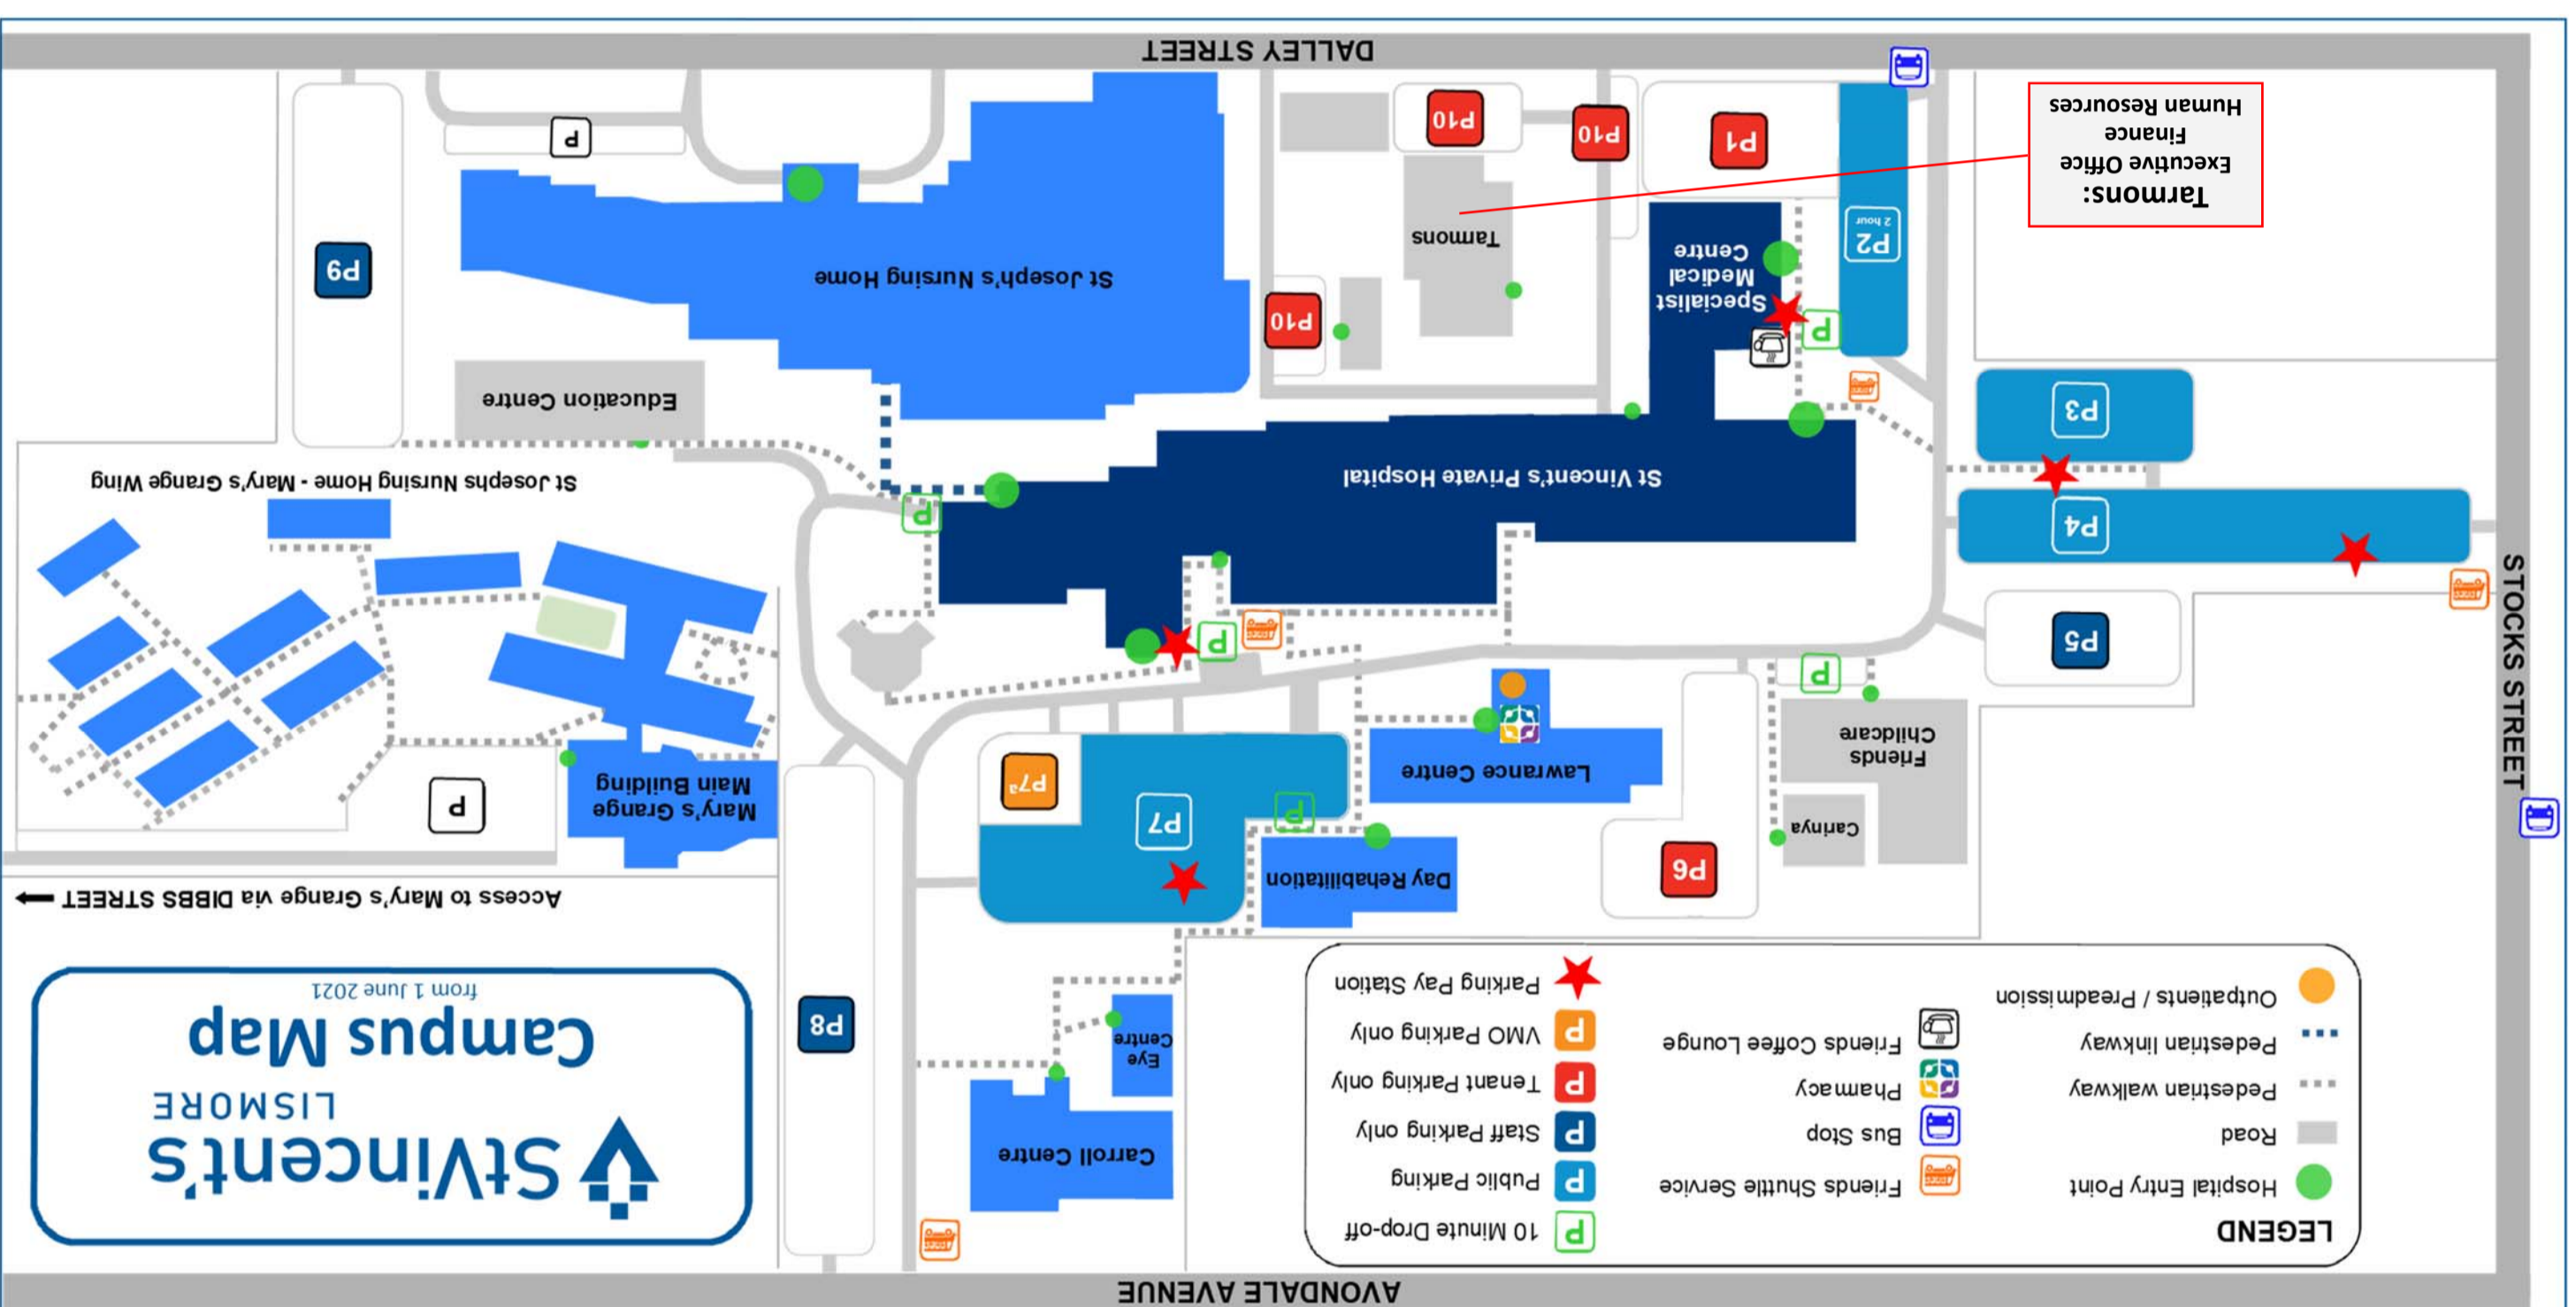 AVONDALE AVENUE
LEGEND
Hospital Entry Point
Road
Pedestrian walkway
Pedestrian linkway
Outpatients / Preadmission
Friends Shuttle Service
Bus Stop
Pharmacy
Friends Coffee Lounge
P 10 Minute Drop-off
P Public Parking
P Staff Parking only
P Tenant Parking only
P VMO Parking only
Parking Pay Station
Carroll Centre
Eye
Centre
P8
StVincent's
LISMORE
Campus Map
from 1 June 2021
Access to Mary's Grange via DIBBS STREET
STOCKS STREET
Carinya
Friends
Childcare
P
P6
Day Rehabilitation
Lawrance Centre
P
P7
P7a
Mary's Grange
Main Building
P
P5
P4
P3
P
St Vincent's Private Hospital
P
St Josephs Nursing Home - Mary's Grange Wing
Education Centre
P
Specialist
Medical
Centre
P2
2 hour
P1
P10
P10
P10
Tarmons
Tarmons:
Executive Office
Finance
Human Resources
St Joseph's Nursing Home
P9
P
DALLEY STREET